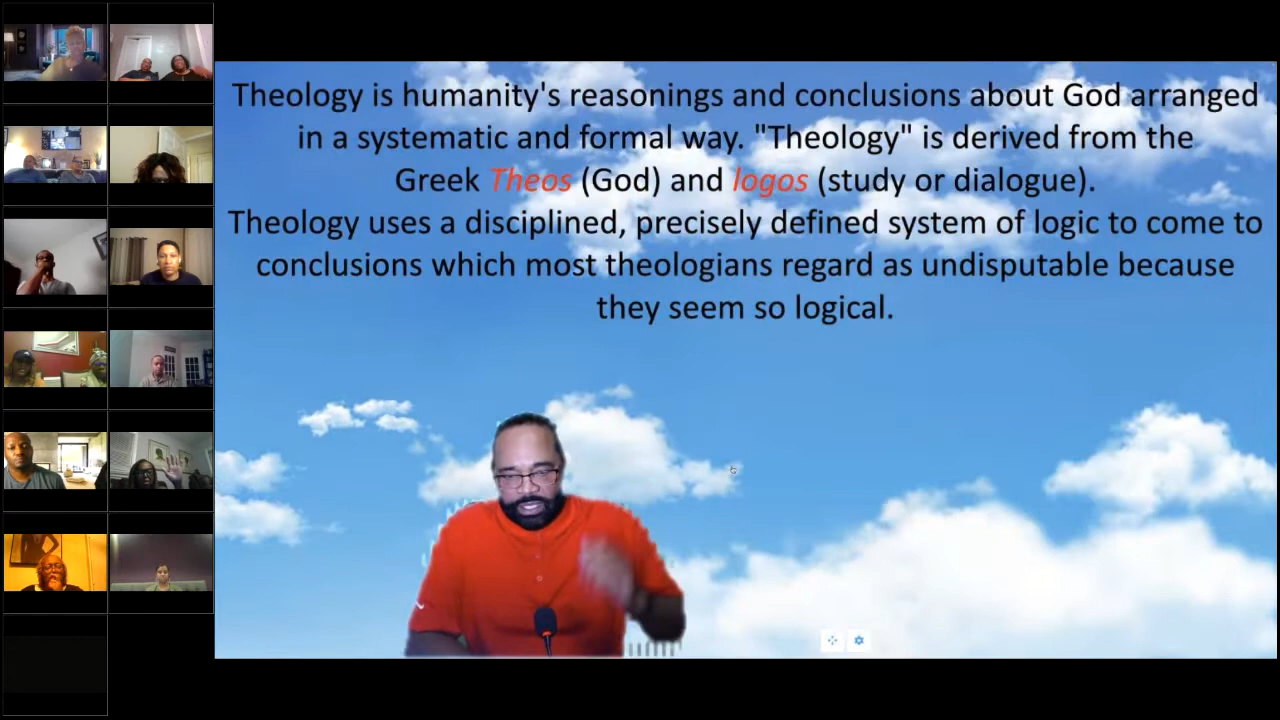 Theology is humanity's reasonings and conclusions about God arranged
in a systematic and formal way. "Theology" is derived from the
Greek Theos (God) and logos (study or dialogue).
Theology uses a disciplined, precisely defined system of logic to come to
conclusions which most theologians regard as undisputable because
they seem so logical.